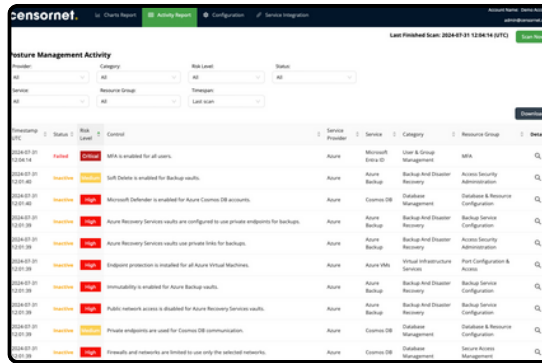 censornet.
Charts Report
Activity Report
Configuration
Service Integration
Account Name: Demo Acco
admin@censornet.c
Last Finished Scan: 2024-07-31 12:04:14 (UTC)
Scan Now
Posture Management Activity
Provider:
Category:
Risk Level:
Status:
All
All
All
All
Service:
Resource Group:
Timespan:
All
All
Last scan
Download
Timestamp UTC
Status
Risk Level
Control
Service Provider
Service
Category
Resource Group
Detai
2024-07-31 12:04:14
Failed
Critical
MFA is enabled for all users.
Azure
Microsoft Entra ID
User & Group Management
MFA
2024-07-31 12:01:40
Inactive
Medium
Soft Delete is enabled for Backup vaults.
Azure
Azure Backup
Backup And Disaster Recovery
Access Security Administration
2024-07-31 12:01:40
Inactive
High
Microsoft Defender is enabled for Azure Cosmos DB accounts.
Azure
Cosmos DB
Database Management
Database & Resource Configuration
2024-07-31 12:01:39
Inactive
High
Azure Recovery Services vaults are configured to use private endpoints for backups.
Azure
Azure Backup
Backup And Disaster Recovery
Backup Service Configuration
2024-07-31 12:01:39
Inactive
High
Azure Recovery Services vaults use private links for backups.
Azure
Azure Backup
Backup And Disaster Recovery
Access Security Administration
2024-07-31 12:01:39
Inactive
High
Endpoint protection is installed for all Azure Virtual Machines.
Azure
Azure VMs
Virtual Infrastructure Services
Port Configuration & Access
2024-07-31 12:01:39
Inactive
High
Immutability is enabled for Azure Backup vaults.
Azure
Azure Backup
Backup And Disaster Recovery
Backup Service Configuration
2024-07-31 12:01:39
Inactive
High
Public network access is disabled for Azure Recovery Services vaults.
Azure
Azure Backup
Backup And Disaster Recovery
Backup Service Configuration
2024-07-31 12:01:39
Inactive
Medium
Private endpoints are used for Cosmos DB communication.
Azure
Cosmos DB
Database Management
Database & Resource Configuration
2024-07-31 12:01:39
Inactive
High
Firewalls and networks are limited to use only the selected networks.
Azure
Cosmos DB
Database Management
Secure Access Management